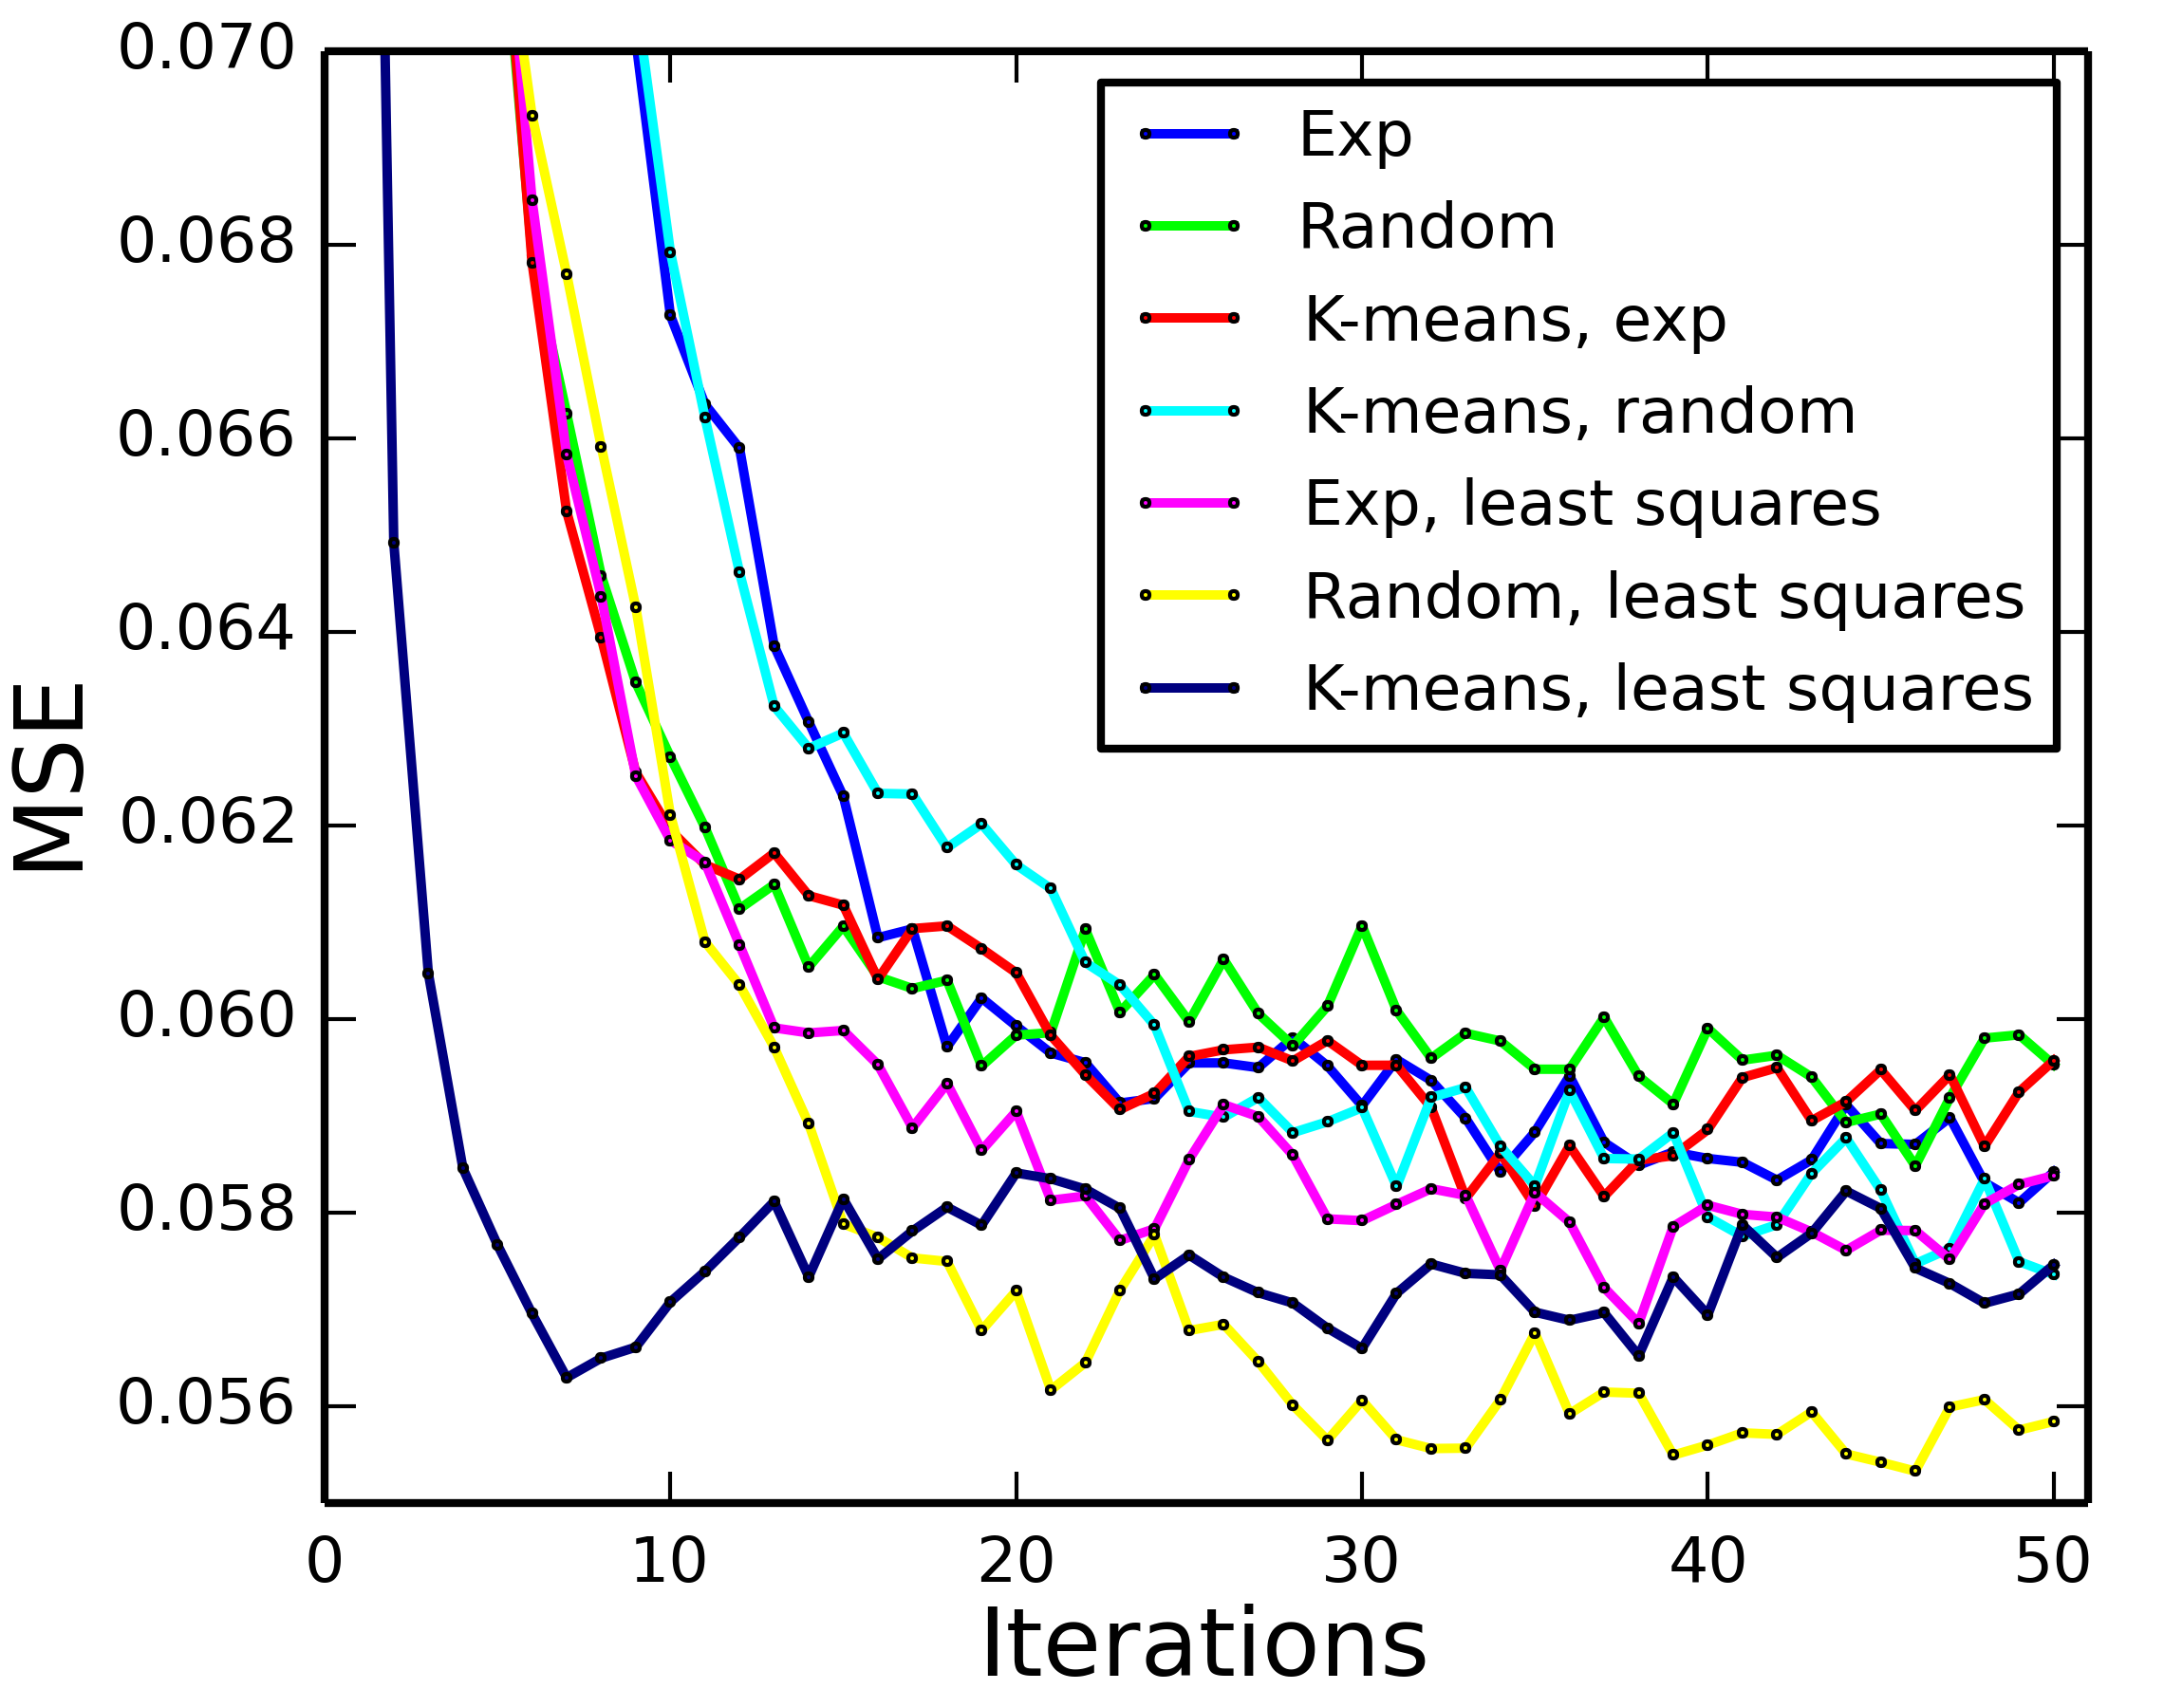 0.070
0.068
0.066
0.064
0.062
0.060
0.058
0.056
MSE
0 10 20 30 40 50
Iterations
Exp
Random
K-means, exp
K-means, random
Exp, least squares
Random, least squares
K-means, least squares